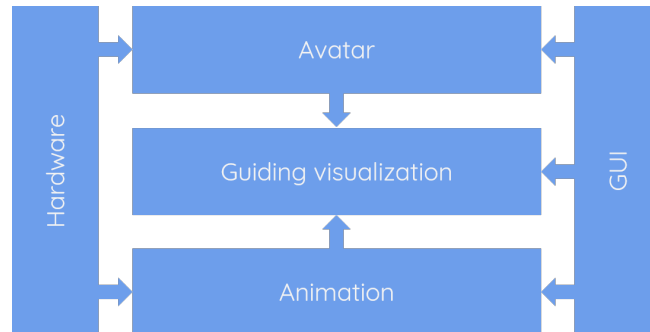 Hardware
Avatar
Guiding visualization
Animation
GUI